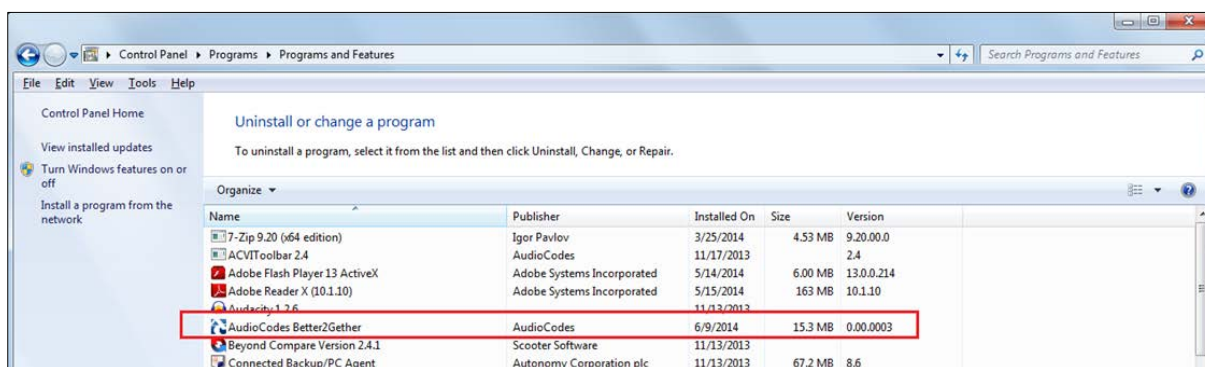 Control Panel ▸ Programs ▸ Programs and Features
Search Programs and Features
File Edit View Tools Help
Control Panel Home
View installed updates
Turn Windows features on or
off
Install a program from the
network
Uninstall or change a program
To uninstall a program, select it from the list and then click Uninstall, Change, or Repair.
Organize
Name Publisher Installed On Size Version
7-Zip 9.20 (x64 edition) Igor Pavlov 3/25/2014 4.53 MB 9.20.00.0
ACVIToolbar 2.4 AudioCodes 11/17/2013 2.4
Adobe Flash Player 13 ActiveX Adobe Systems Incorporated 5/14/2014 6.00 MB 13.0.0.214
Adobe Reader X (10.1.10) Adobe Systems Incorporated 5/15/2014 163 MB 10.1.10
Audacity 1.2.6 11/13/2013
AudioCodes Better2Gether AudioCodes 6/9/2014 15.3 MB 0.00.0003
Beyond Compare Version 2.4.1 Scooter Software 11/13/2013
Connected Backup/PC Agent Autonomy Corporation plc 11/13/2013 67.2 MB 8.6